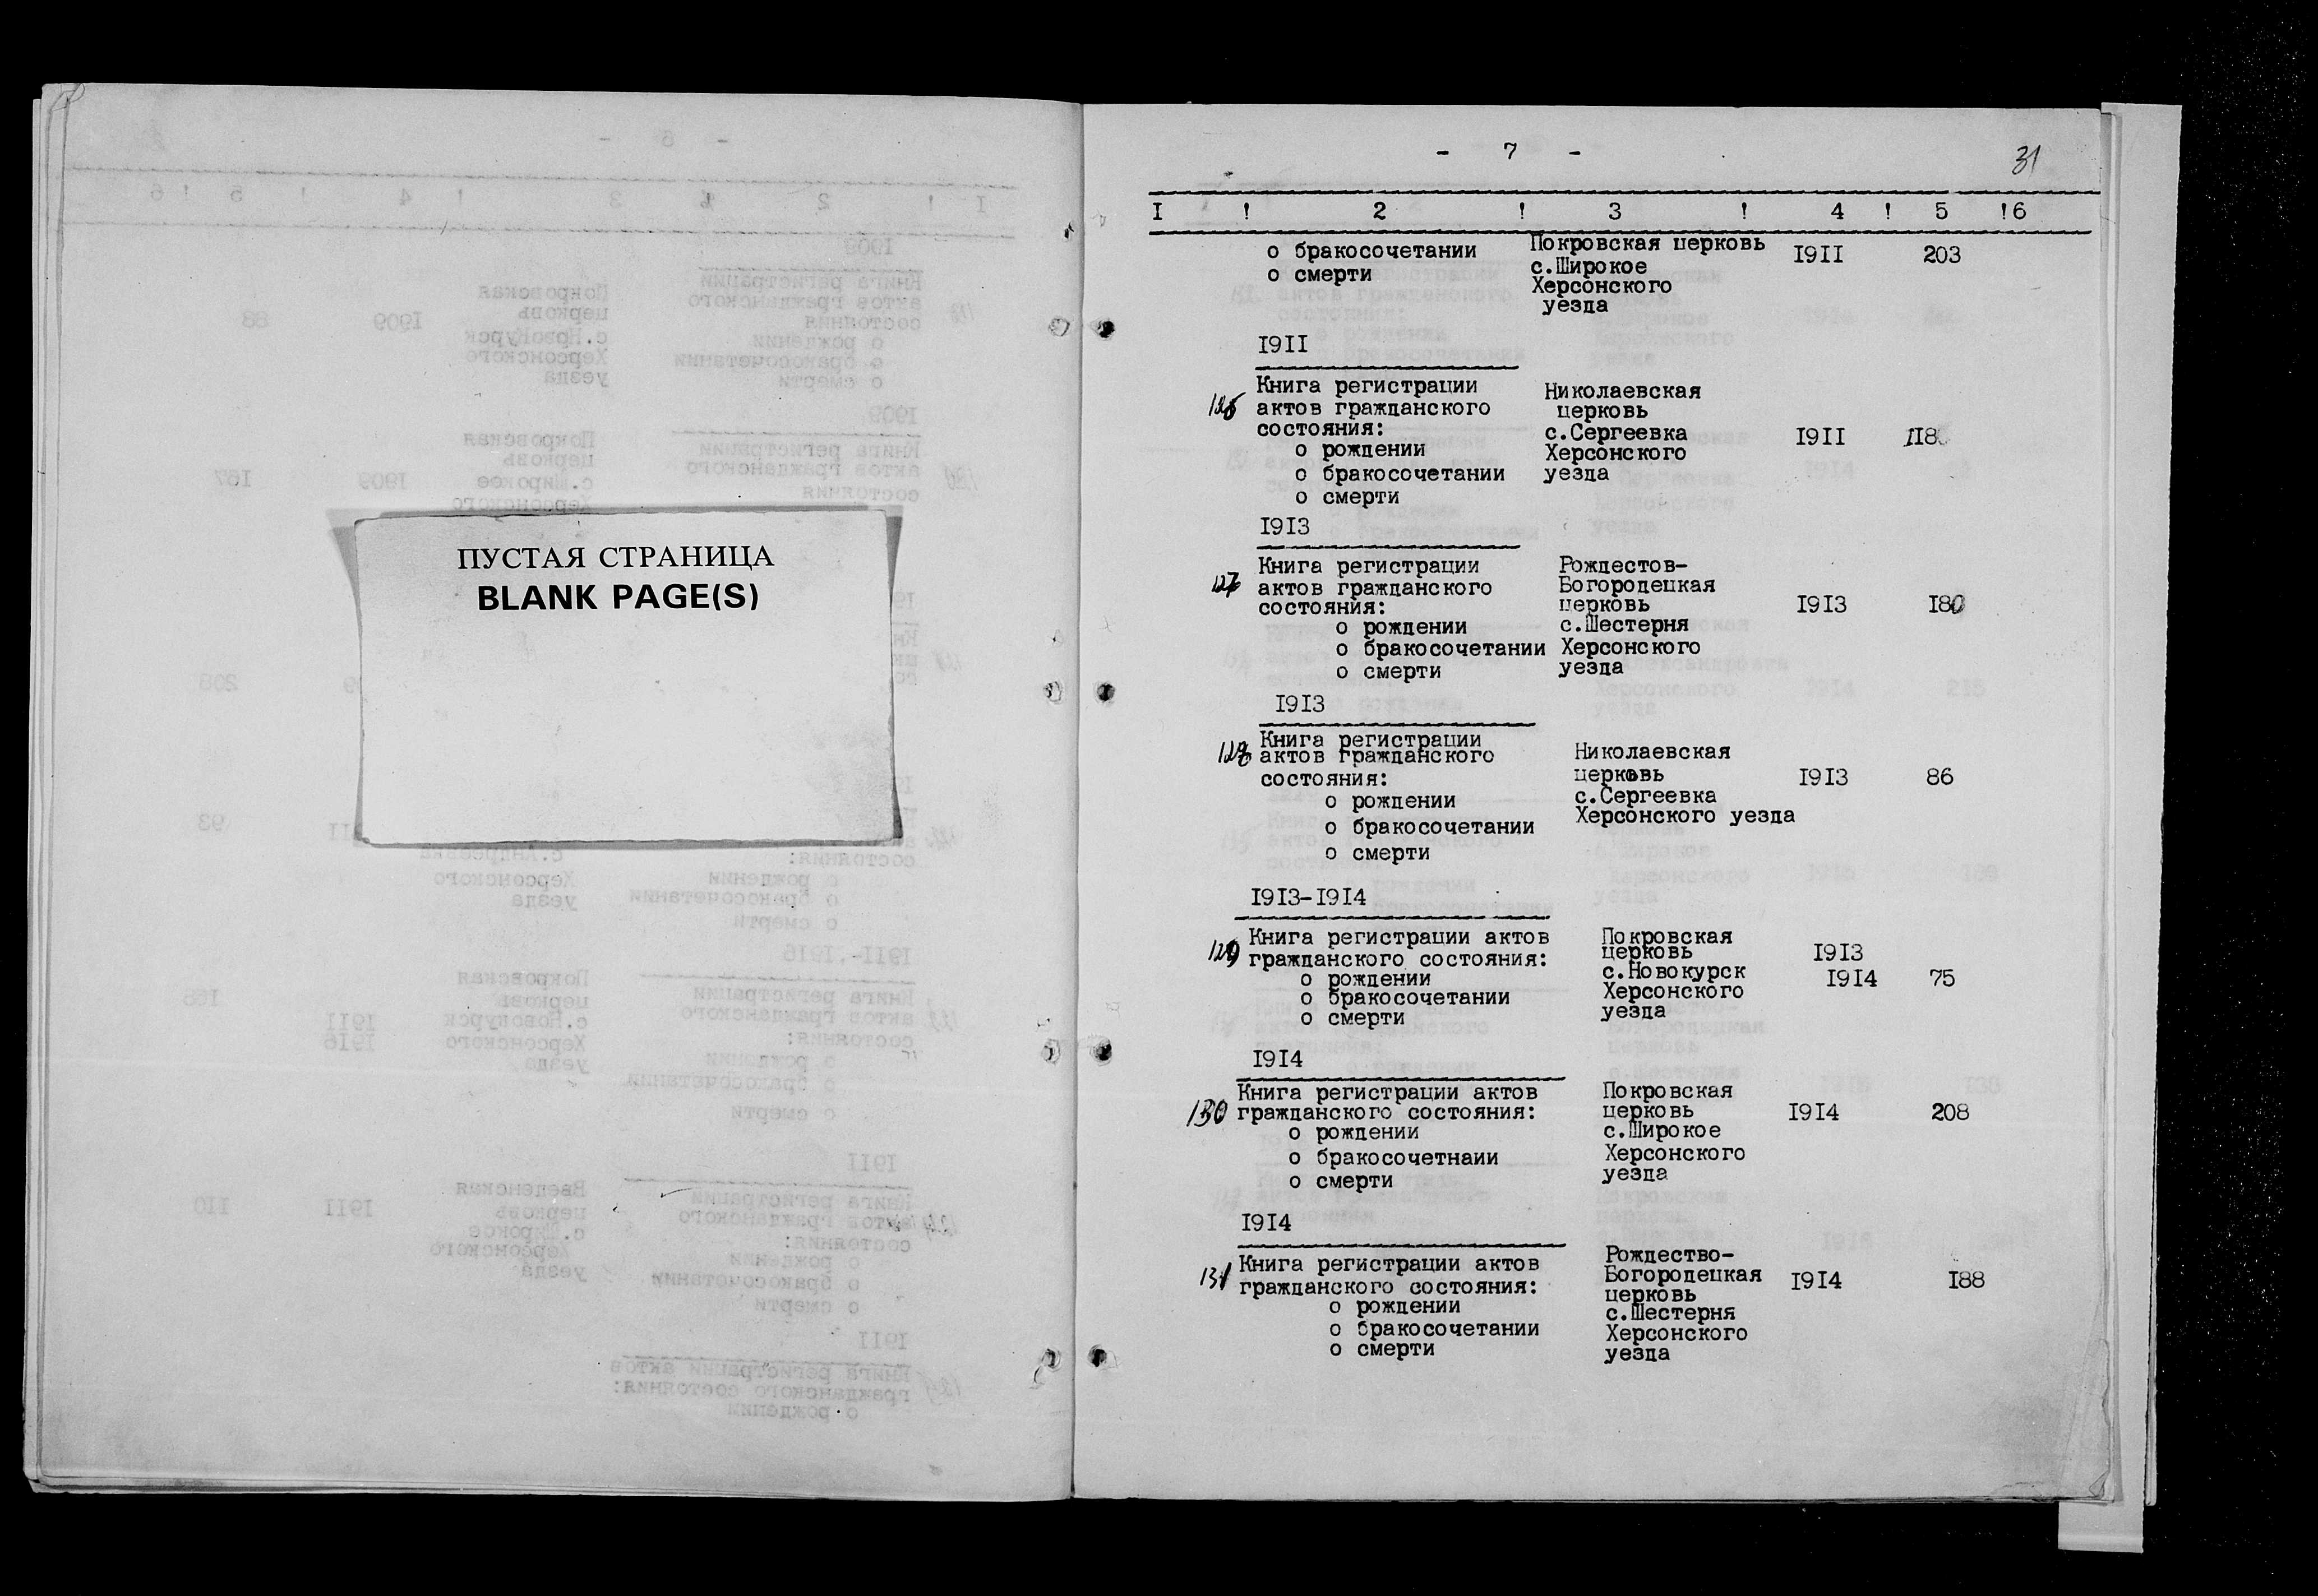 ПУСТАЯ СТРАНИЦА
BLANK PAGE(S)
- 7 -
31
I ! 2 ! 3 ! 4 ! 5 !6
о бракосочетании Покровская церковь I9II 203
о смерти с.Широкое
Херсонского
уезда
I9II
Книга регистрации Николаевская
126 актов гражданского церковь
состояния: с.Сергеевка I9II
о рождении Херсонского
о бракосочетании уезда
о смерти
I9I3
Книга регистрации Рождестов-
127 актов гражданского Богородецкая
состояния: церковь I9I3 I80
о рождении с.Шестерня
о бракосочетании Херсонского
о смерти уезда
I9I3
Книга регистрации Николаевская
128 актов гражданского церковь I9I3 86
состояния: с.Сергеевка
о рождении Херсонского уезда
о бракосочетании
о смерти
I9I3-I9I4
Книга регистрации актов Покровская
129 гражданского состояния: церковь I9I3
о рождении с.Новокурск I9I4 75
о бракосочетании Херсонского
о смерти уезда
I9I4
Книга регистрации актов Покровская
130 гражданского состояния: церковь I9I4 208
о рождении с.Широкое
о бракосочетнаии Херсонского
о смерти уезда
I9I4
Книга регистрации актов Рождество-
131 гражданского состояния: Богородецкая I9I4 I88
церковь
о рождении с.Шестерня
о бракосочетании Херсонского
о смерти уезда